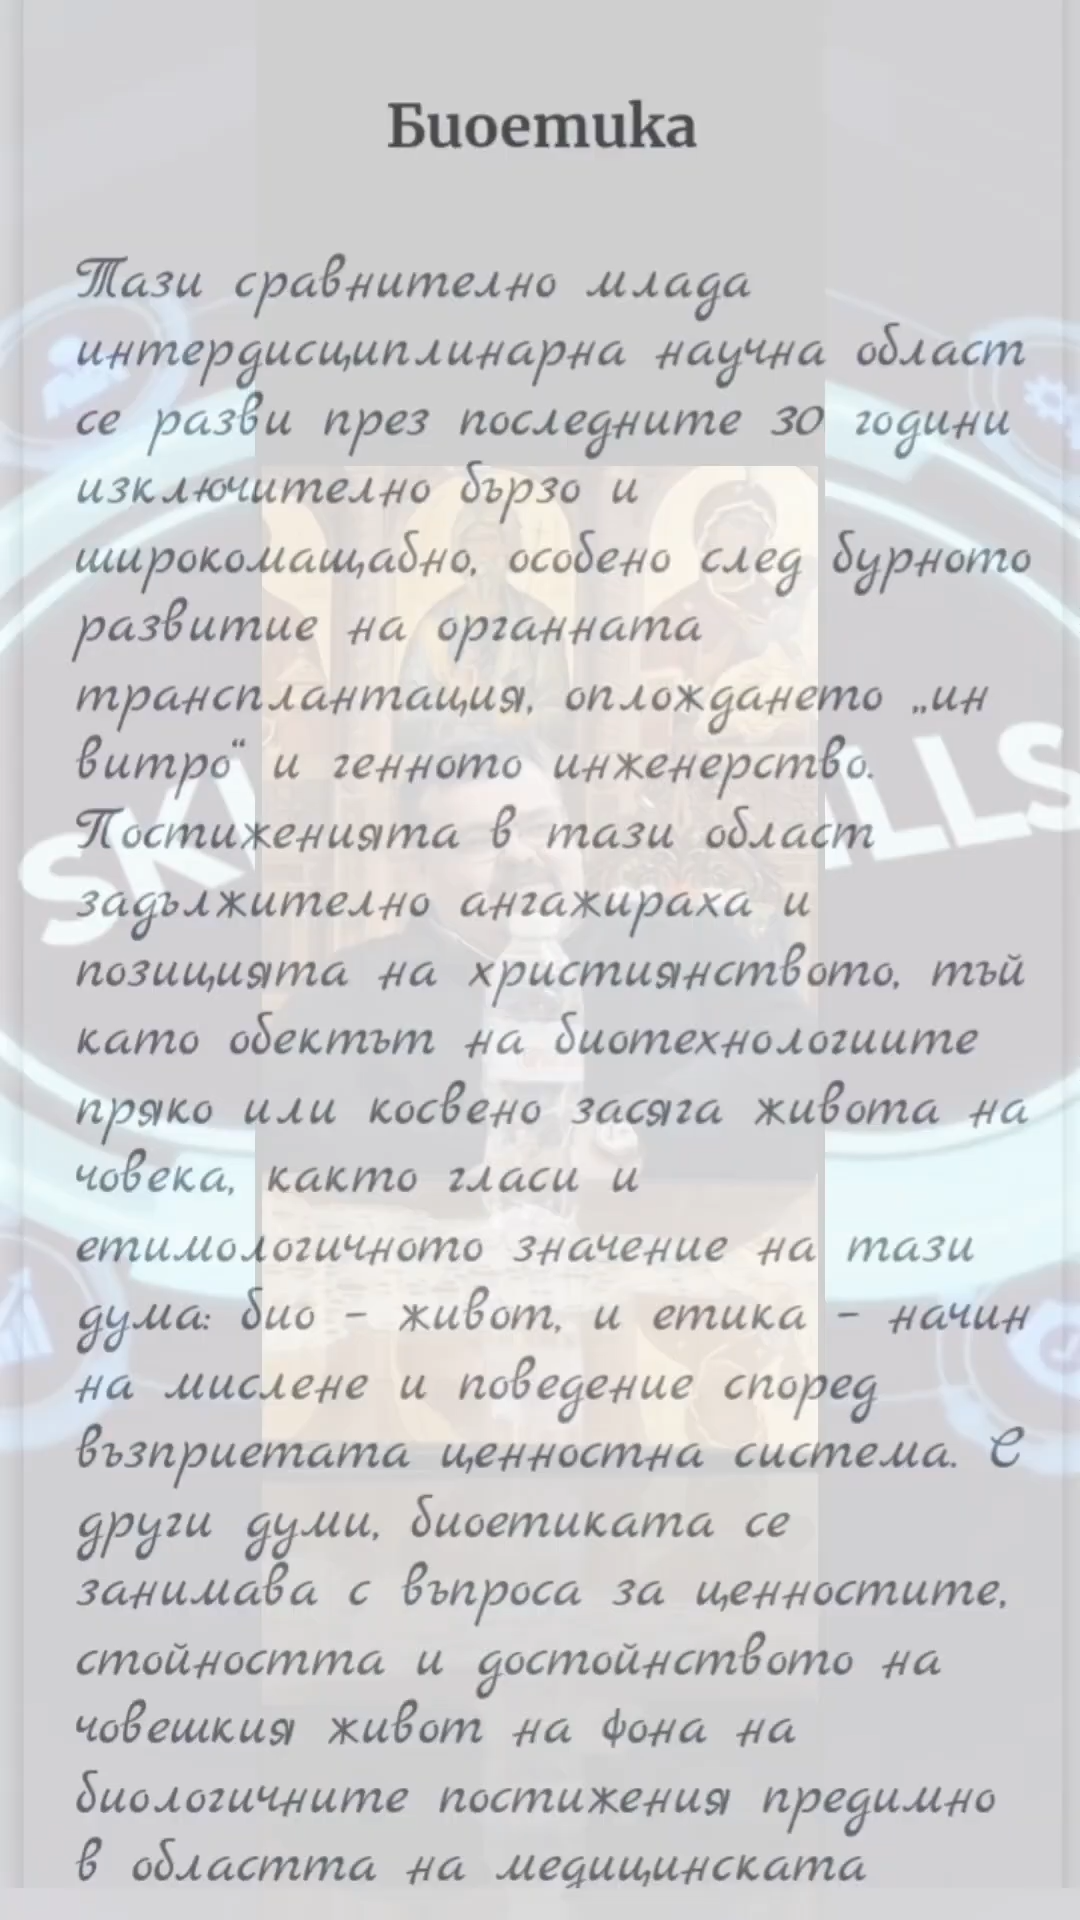 Биоетика
Тази сравнително млада
интердисциплинарна научна област
се разви през последните 30 години
изключително бързо и
широкомащабно, особено след бурното
развитие на органната
трансплантация, оплождането „ин
витро“ и генното инженерство.
Постиженията в тази област
задължително ангажираха и
позицията на християнството, тъй
като обектът на биотехнологиите
пряко или косвено засяга живота на
човека, както гласи и
етимологичното значение на тази
дума: био – живот, и етика – начин
на мислене и поведение според
възприетата ценностна система. С
други думи, биоетиката се
занимава с въпроса за ценностите,
стойността и достойнството на
човешкия живот на фона на
биологичните постижения предимно
в областта на медицинската